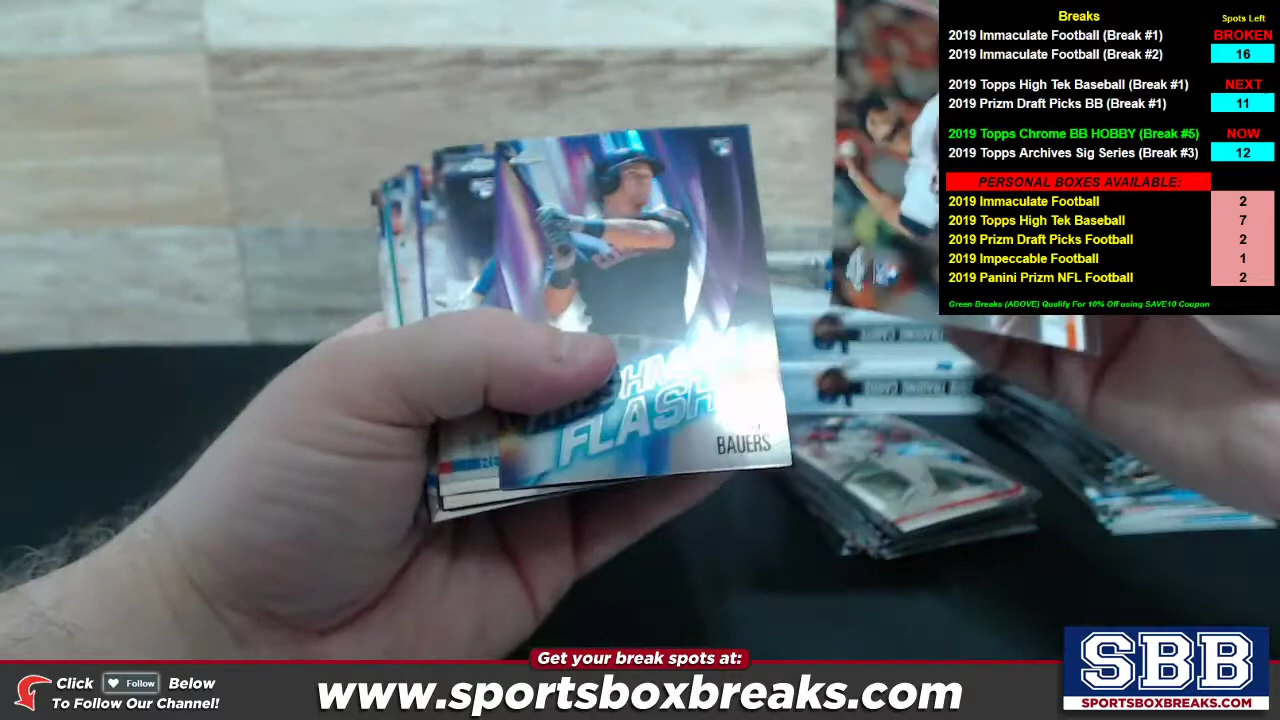 Breaks Spots Left
2019 Immaculate Football (Break #1) BROKEN
2019 Immaculate Football (Break #2) 16
2019 Topps High Tek Baseball (Break #1) NEXT
2019 Prizm Draft Picks BB (Break #1) 11
2019 Topps Chrome BB HOBBY (Break #5) NOW
2019 Topps Archives Sig Series (Break #3) 12
PERSONAL BOXES AVAILABLE:
2019 Immaculate Football 2
2019 Topps High Tek Baseball 7
2019 Prizm Draft Picks Football 2
2019 Impeccable Football 1
2019 Panini Prizm NFL Football 2
Green Breaks (ABOVE) Qualify For 10% Off using SAVE10 Coupon
FLASH
BAUERS
Get your break spots at:
Click Follow Below
To Follow Our Channel!
www.sportsboxbreaks.com
SBB
SPORTSBOXBREAKS.COM